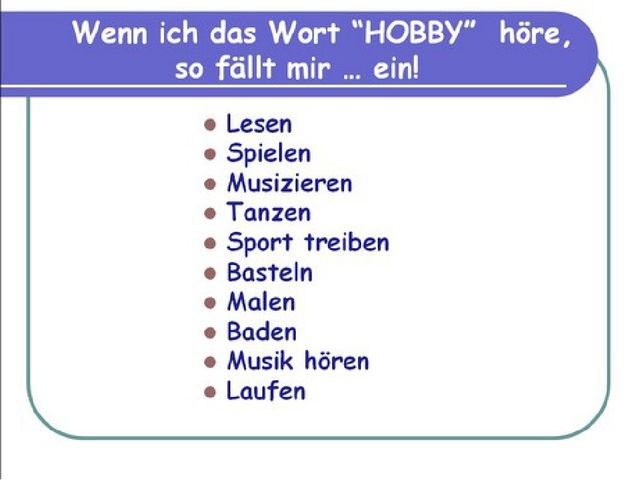 Wenn ich das Wort “HOBBY” höre,
so fällt mir … ein!
Lesen
Spielen
Musizieren
Tanzen
Sport treiben
Basteln
Malen
Baden
Musik hören
Laufen